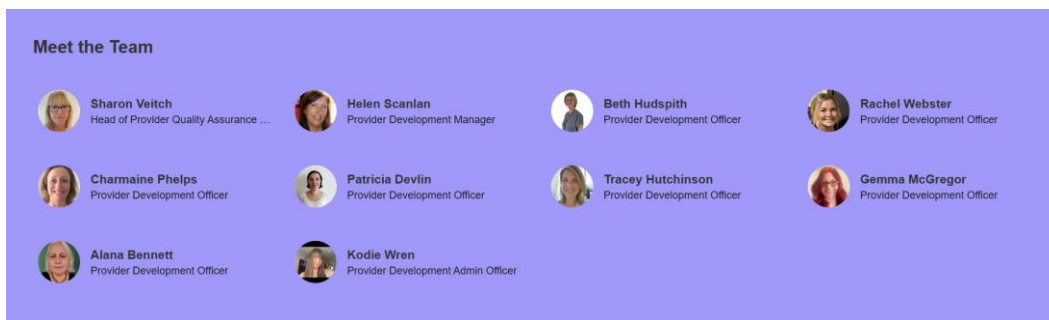 Meet the Team
Sharon Veitch
Head of Provider Quality Assurance ...
Helen Scanlan
Provider Development Manager
Beth Hudspith
Provider Development Officer
Rachel Webster
Provider Development Officer
Charmaine Phelps
Provider Development Officer
Patricia Devlin
Provider Development Officer
Tracey Hutchinson
Provider Development Officer
Gemma McGregor
Provider Development Officer
Alana Bennett
Provider Development Officer
Kodie Wren
Provider Development Admin Officer